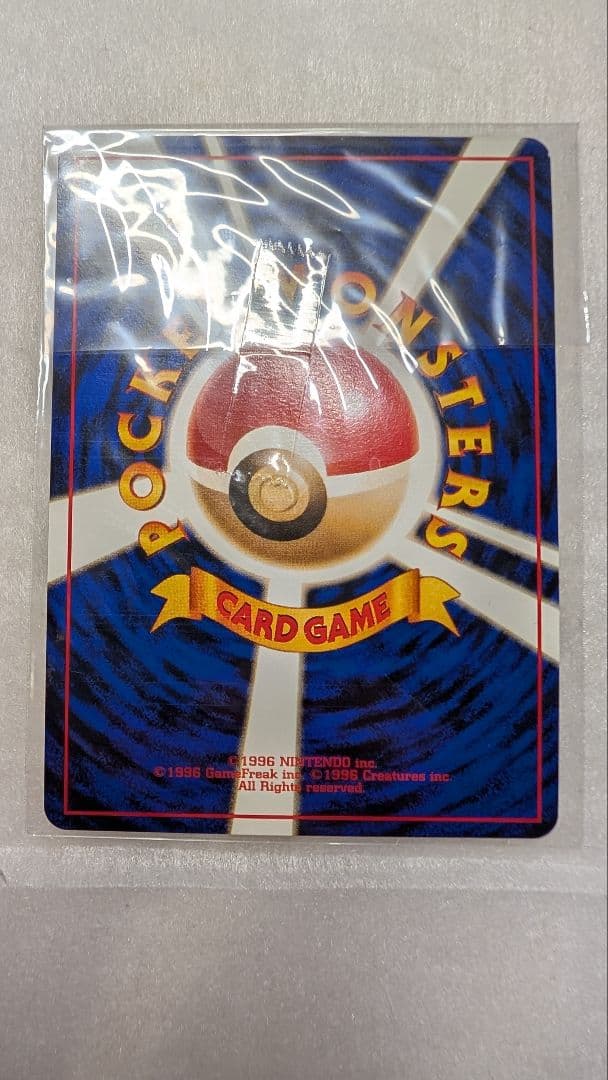 POCKET MONSTERS
CARD GAME
©1996 NINTENDO inc.
©1996 GameFreak inc. ©1996 Creatures inc.
All Rights reserved.